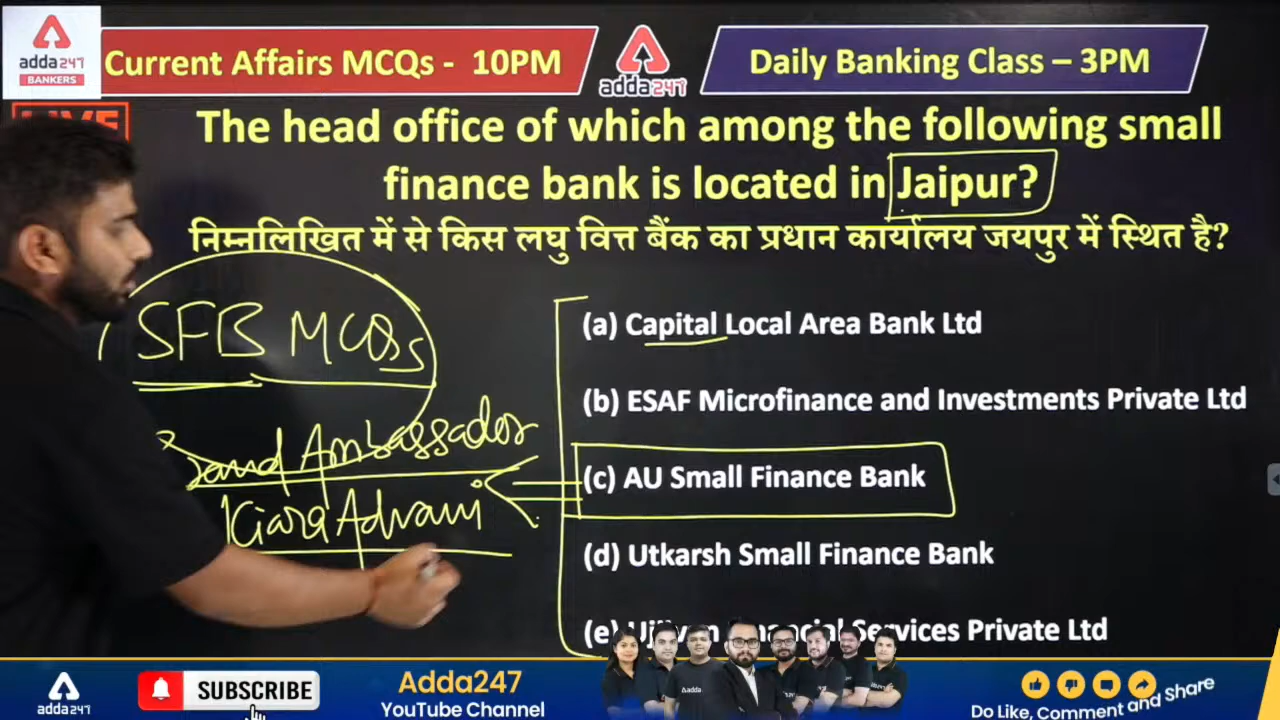 adda247
BANKERS
Current Affairs MCQs - 10PM
adda247
Daily Banking Class – 3PM
LIVE
The head office of which among the following small
finance bank is located in Jaipur?
निम्नलिखित में से किस लघु वित्त बैंक का प्रधान कार्यालय जयपुर में स्थित है?
SFB MCQs
Ambassador
Kiara Advani
(a) Capital Local Area Bank Ltd
(b) ESAF Microfinance and Investments Private Ltd
(c) AU Small Finance Bank
(d) Utkarsh Small Finance Bank
(e) Financial Services Private Ltd
adda247
SUBSCRIBE
Adda247
YouTube Channel
Do Like, Comment and Share